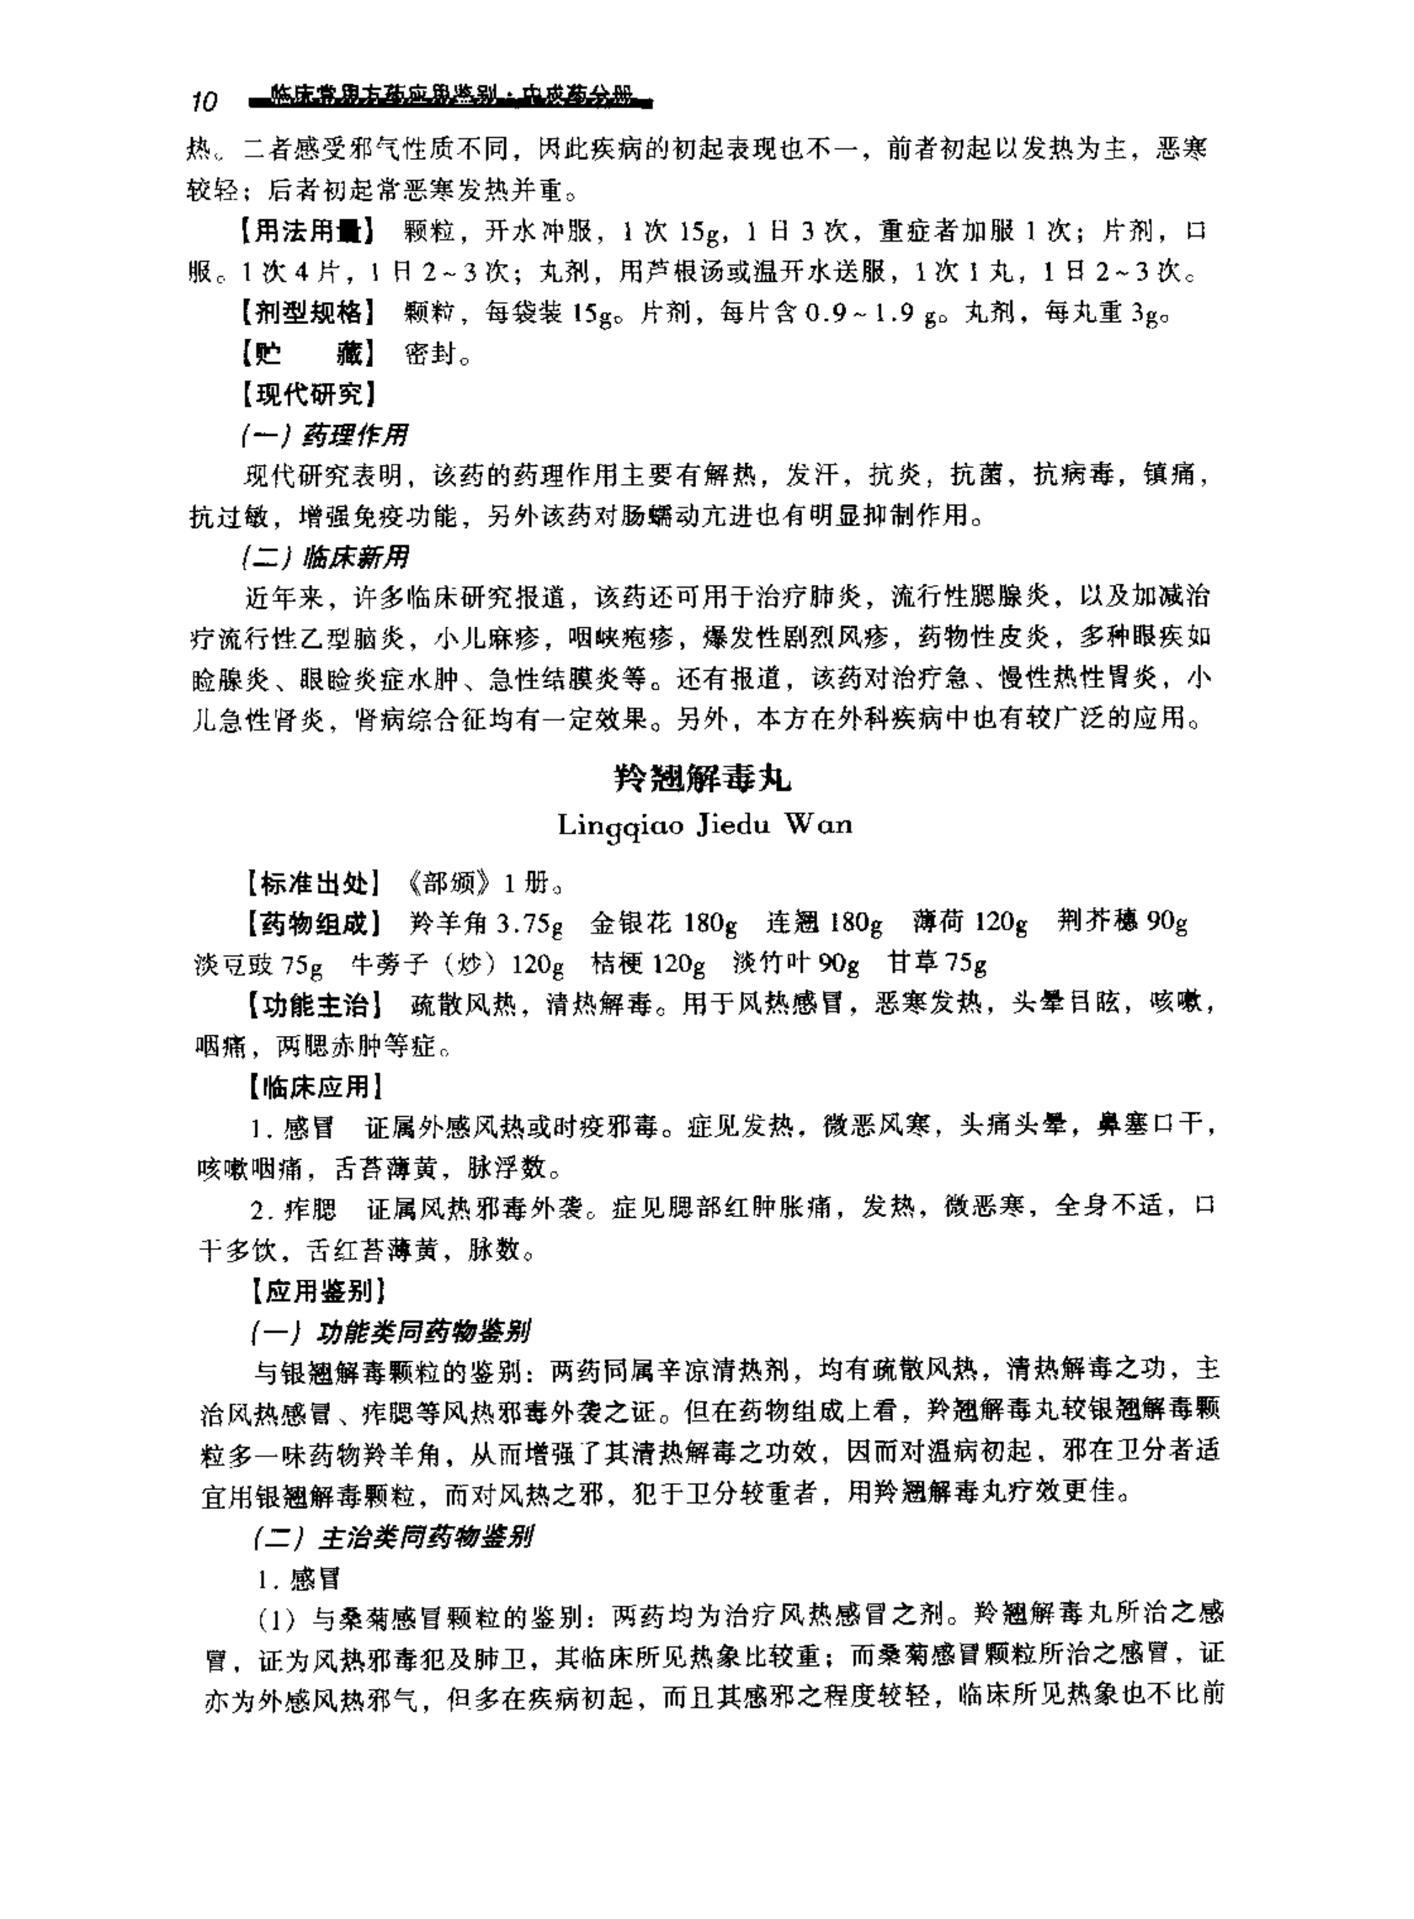 10 临床常用方药应用鉴别·中成药分册
热。二者感受邪气性质不同，因此疾病的初起表现也不一，前者初起以发热为主，恶寒
较轻；后者初起常恶寒发热并重。
【用法用量】 颗粒，开水冲服，1 次 15g，1 日 3 次，重症者加服 1 次；片剂，口
服。1 次 4 片，1 日 2～3 次；丸剂，用芦根汤或温开水送服，1 次 1 丸，1 日 2～3 次。
【剂型规格】 颗粒，每袋装 15g。片剂，每片含 0.9～1.9 g。丸剂，每丸重 3g。
【贮　　藏】 密封。
【现代研究】
（一）药理作用
现代研究表明，该药的药理作用主要有解热，发汗，抗炎，抗菌，抗病毒，镇痛，
抗过敏，增强免疫功能，另外该药对肠蠕动亢进也有明显抑制作用。
（二）临床新用
近年来，许多临床研究报道，该药还可用于治疗肺炎，流行性腮腺炎，以及加减治
疗流行性乙型脑炎，小儿麻疹，咽峡疱疹，爆发性剧烈风疹，药物性皮炎，多种眼疾如
睑腺炎、眼睑炎症水肿、急性结膜炎等。还有报道，该药对治疗急、慢性热性胃炎，小
儿急性肾炎，肾病综合征均有一定效果。另外，本方在外科疾病中也有较广泛的应用。
羚翘解毒丸
Lingqiao Jiedu Wan
【标准出处】 《部颁》1 册。
【药物组成】 羚羊角 3.75g　金银花 180g　连翘 180g　薄荷 120g　荆芥穗 90g
淡豆豉 75g　牛蒡子（炒）120g　桔梗 120g　淡竹叶 90g　甘草 75g
【功能主治】 疏散风热，清热解毒。用于风热感冒，恶寒发热，头晕目眩，咳嗽，
咽痛，两腮赤肿等症。
【临床应用】
1. 感冒　证属外感风热或时疫邪毒。症见发热，微恶风寒，头痛头晕，鼻塞口干，
咳嗽咽痛，舌苔薄黄，脉浮数。
2. 痄腮　证属风热邪毒外袭。症见腮部红肿胀痛，发热，微恶寒，全身不适，口
干多饮，舌红苔薄黄，脉数。
【应用鉴别】
（一）功能类同药物鉴别
与银翘解毒颗粒的鉴别：两药同属辛凉清热剂，均有疏散风热，清热解毒之功，主
治风热感冒、痄腮等风热邪毒外袭之证。但在药物组成上看，羚翘解毒丸较银翘解毒颗
粒多一味药物羚羊角，从而增强了其清热解毒之功效，因而对温病初起，邪在卫分者适
宜用银翘解毒颗粒，而对风热之邪，犯于卫分较重者，用羚翘解毒丸疗效更佳。
（二）主治类同药物鉴别
1. 感冒
（1）与桑菊感冒颗粒的鉴别：两药均为治疗风热感冒之剂。羚翘解毒丸所治之感
冒，证为风热邪毒犯及肺卫，其临床所见热象比较重；而桑菊感冒颗粒所治之感冒，证
亦为外感风热邪气，但多在疾病初起，而且其感邪之程度较轻，临床所见热象也不比前